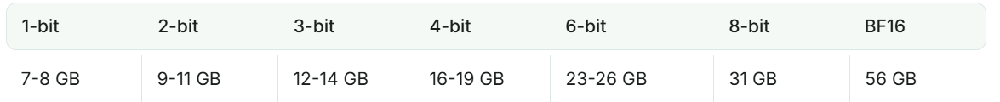 1-bit 2-bit 3-bit 4-bit 6-bit 8-bit BF16
7-8 GB 9-11 GB 12-14 GB 16-19 GB 23-26 GB 31 GB 56 GB